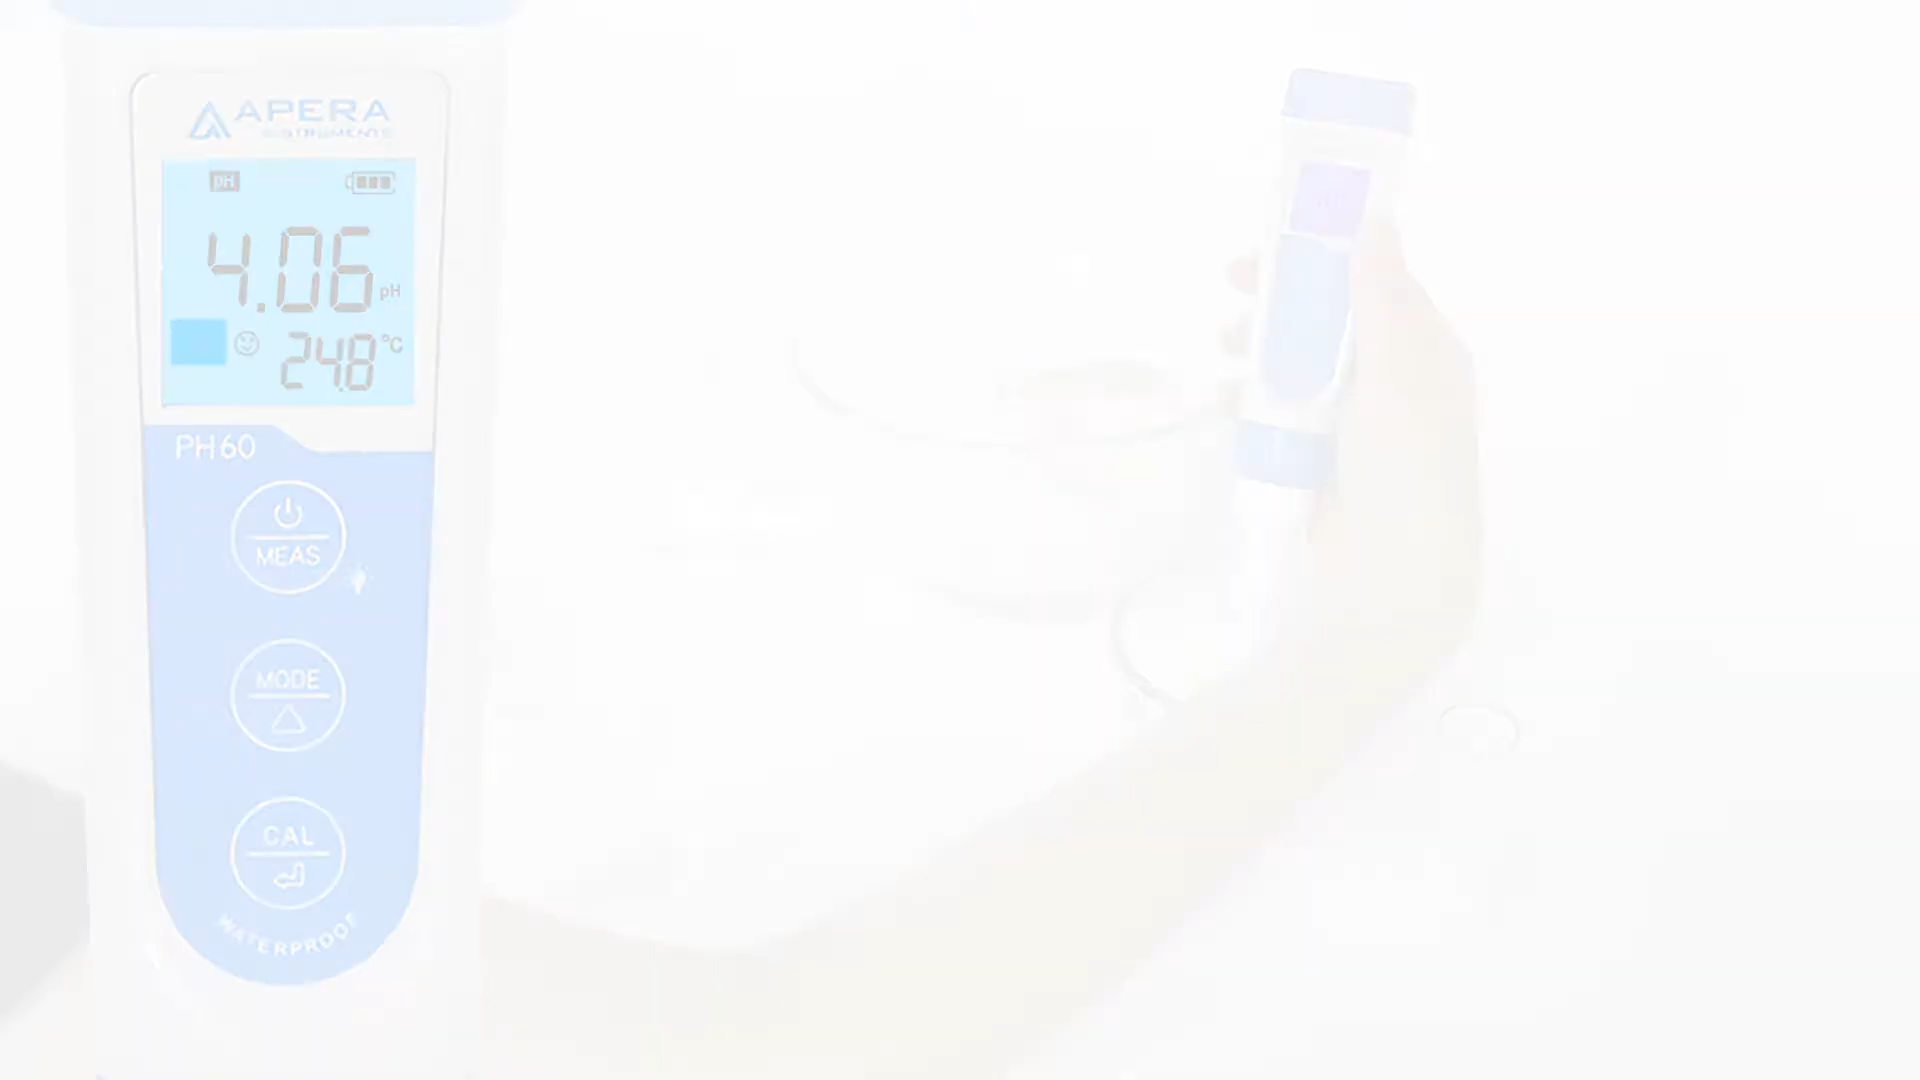 APERA
INSTRUMENTS
pH
4.06 pH
24.8 °C
PH60
MEAS
MODE
CAL
WATERPROOF